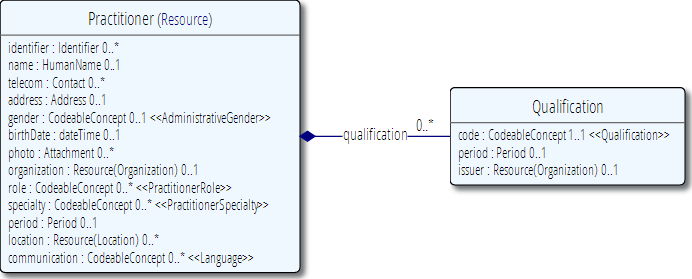 Practitioner (Resource)
identifier : Identifier 0..*
name : HumanName 0..1
telecom : Contact 0..*
address : Address 0..1
gender : CodeableConcept 0..1 <<AdministrativeGender>>
birthDate : dateTime 0..1
photo : Attachment 0..*
organization : Resource(Organization) 0..1
role : CodeableConcept 0..* <<PractitionerRole>>
specialty : CodeableConcept 0..* <<PractitionerSpecialty>>
period : Period 0..1
location : Resource(Location) 0..*
communication : CodeableConcept 0..* <<Language>>
qualification
0..*
Qualification
code : CodeableConcept 1..1 <<Qualification>>
period : Period 0..1
issuer : Resource(Organization) 0..1